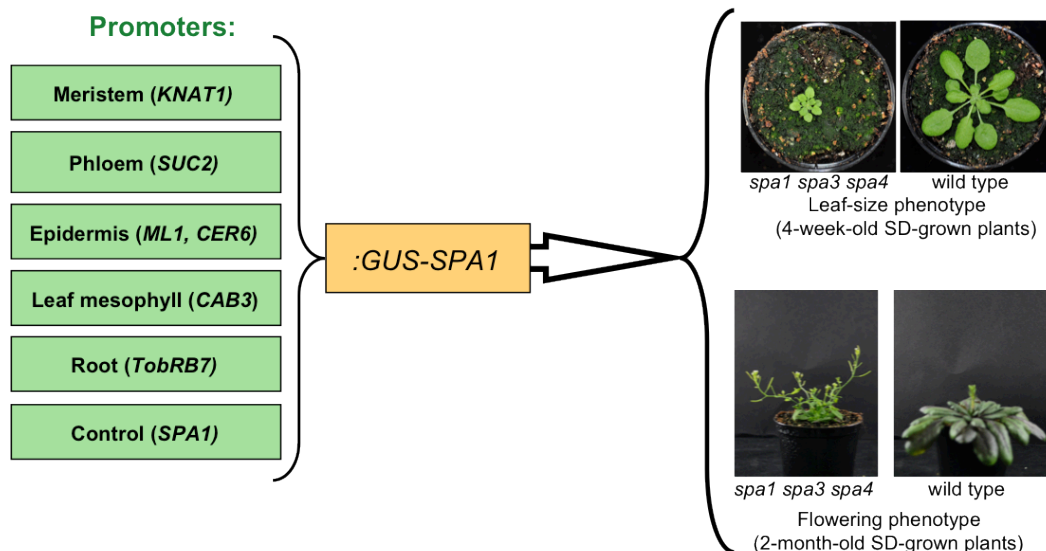 Promoters:
Meristem (KNAT1)
Phloem (SUC2)
Epidermis (ML1, CER6)
Leaf mesophyll (CAB3)
Root (TobRB7)
Control (SPA1)
:GUS-SPA1
spa1 spa3 spa4 wild type
Leaf-size phenotype
(4-week-old SD-grown plants)
spa1 spa3 spa4 wild type
Flowering phenotype
(2-month-old SD-grown plants)